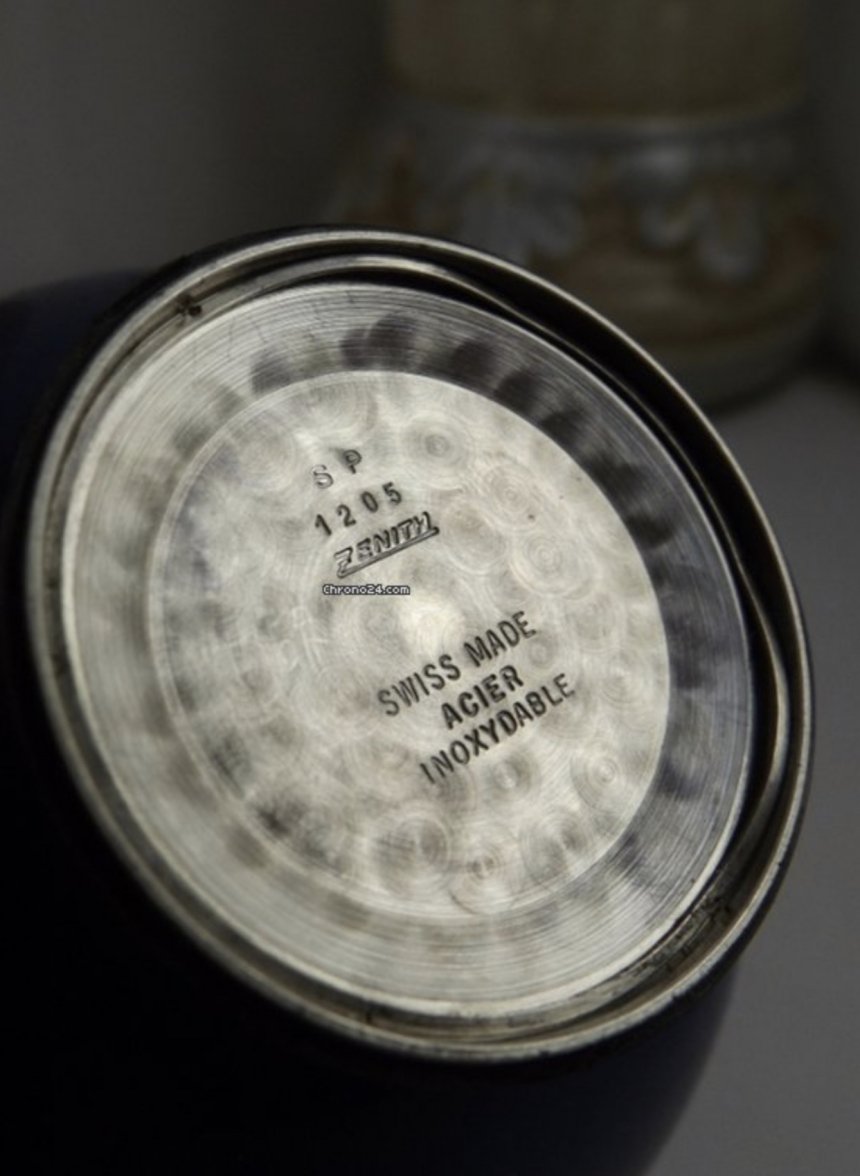 SP
1205
ZENITH
Chrono24.com
SWISS MADE
ACIER
INOXYDABLE